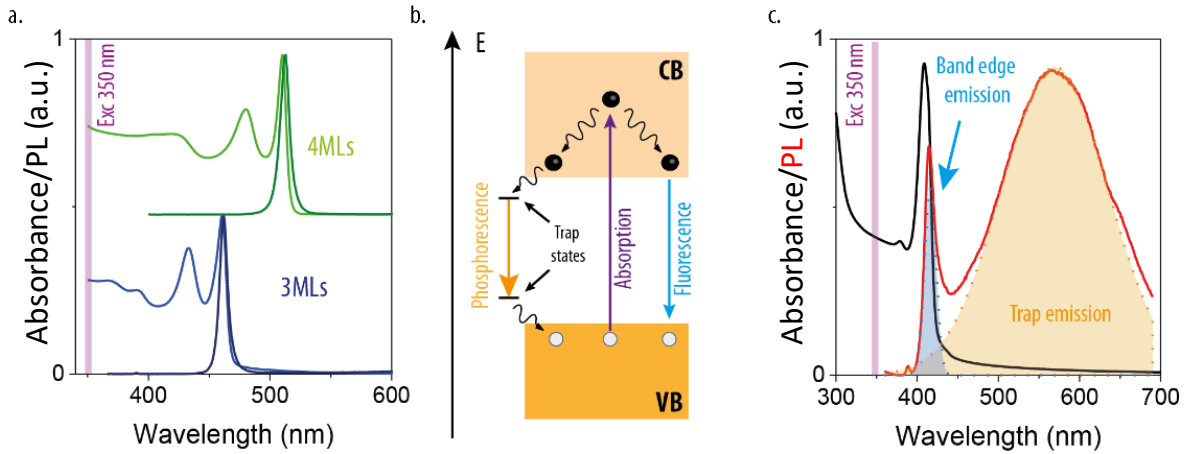 a.
Absorbance/PL (a.u.)
1
0
Exc 350 nm
4MLs
3MLs
400
500
600
Wavelength (nm)
b.
E
CB
Phosphorescence
Trap
states
Absorption
Fluorescence
VB
c.
Absorbance/PL (a.u.)
1
0
Exc 350 nm
Band edge
emission
Trap emission
300
400
500
600
700
Wavelength (nm)